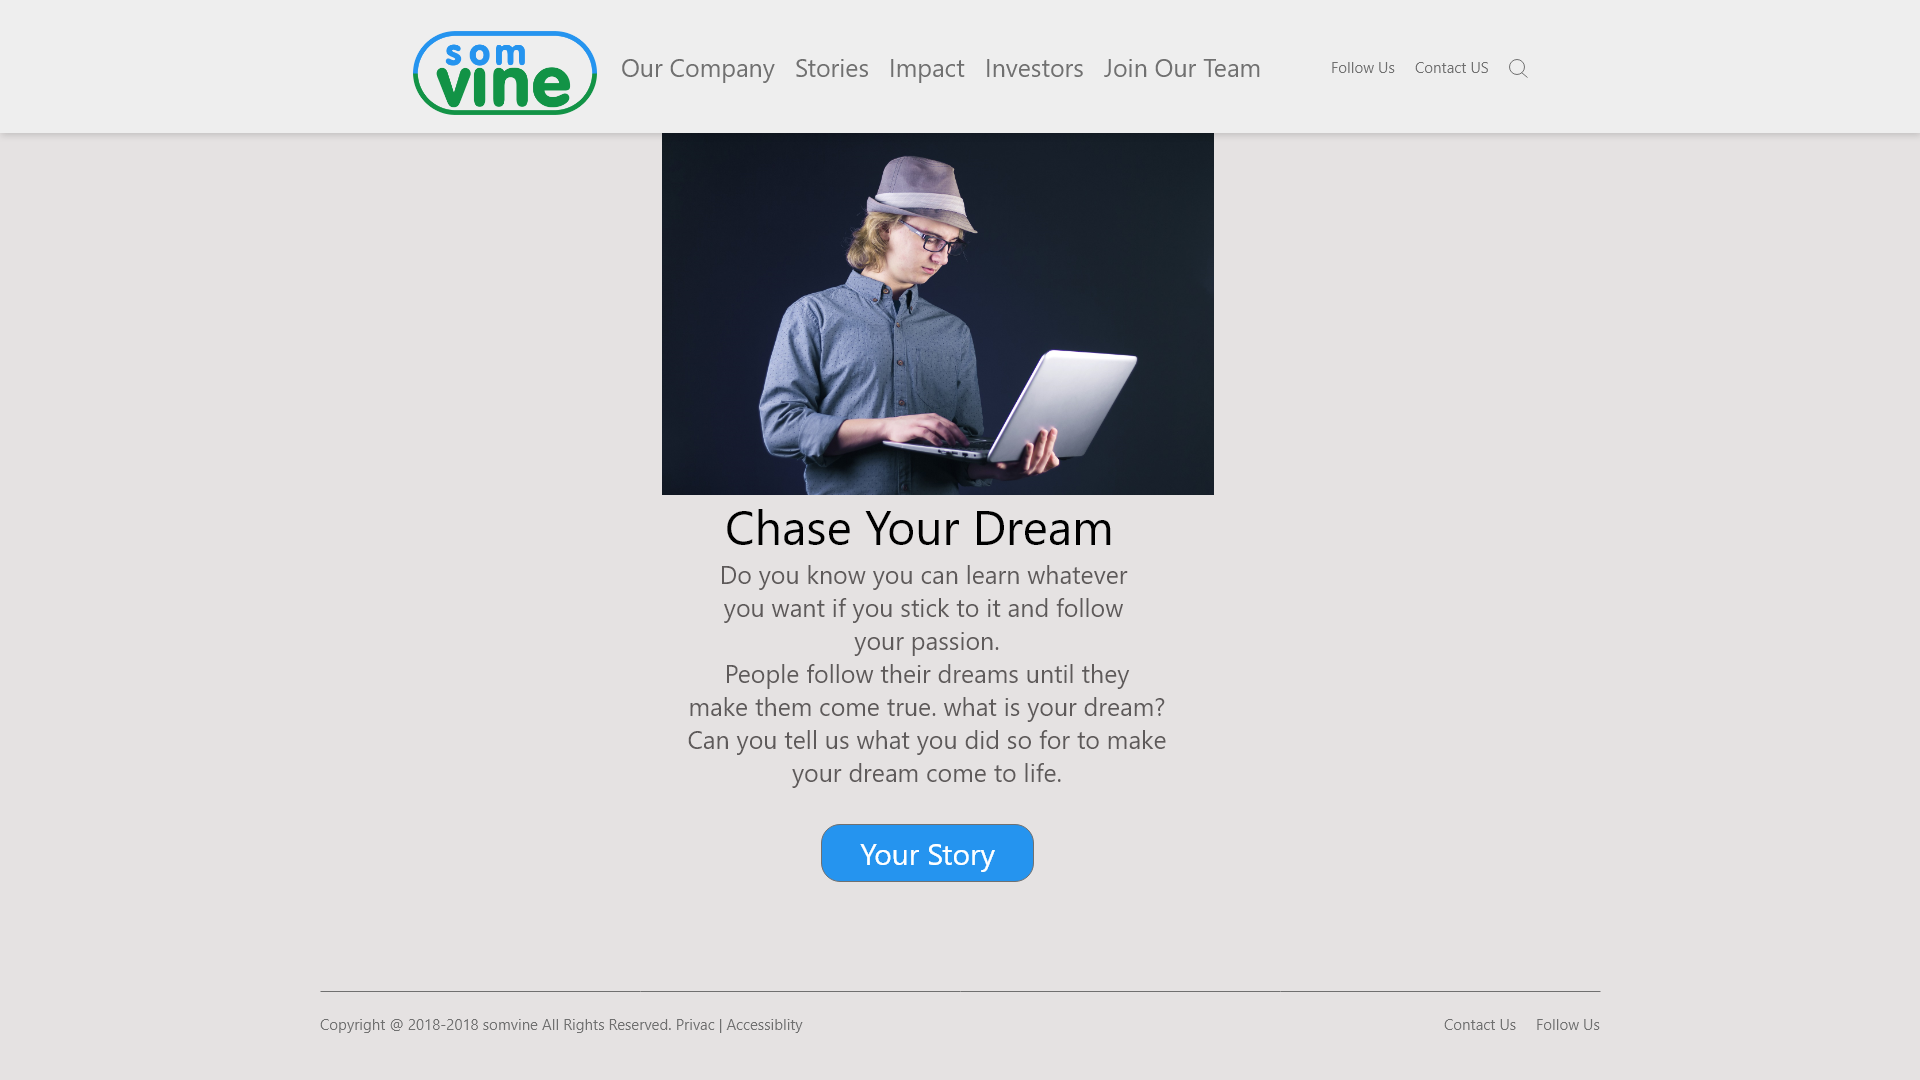 som
vine
Our Company Stories Impact Investors Join Our Team Follow Us Contact US
Chase Your Dream
Do you know you can learn whatever
you want if you stick to it and follow
your passion.
People follow their dreams until they
make them come true. what is your dream?
Can you tell us what you did so for to make
your dream come to life.
Your Story
Copyright @ 2018-2018 somvine All Rights Reserved. Privac | Accessiblity Contact Us Follow Us